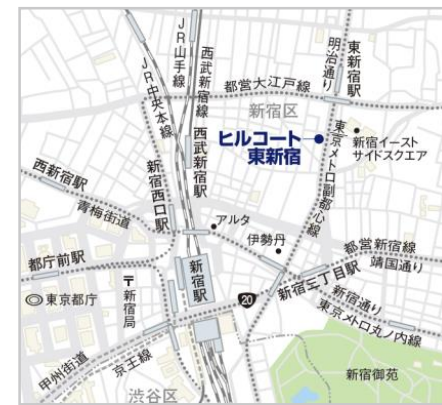 JR中央本線
JR山手線
西武新宿線
西武新宿駅
明治通り
東新宿駅
都営大江戸線
新宿区
ヒルコート
東新宿
新宿イースト
サイドスクエア
東京メトロ副都心線
西新宿駅
青梅街道
新宿西口駅
アルタ
伊勢丹
都営新宿線
靖国通り
都庁前駅
新宿駅
新宿三丁目駅
東京都庁
〒
新宿局
20
新宿通り
東京メトロ丸ノ内線
甲州街道
京王線
渋谷区
新宿御苑